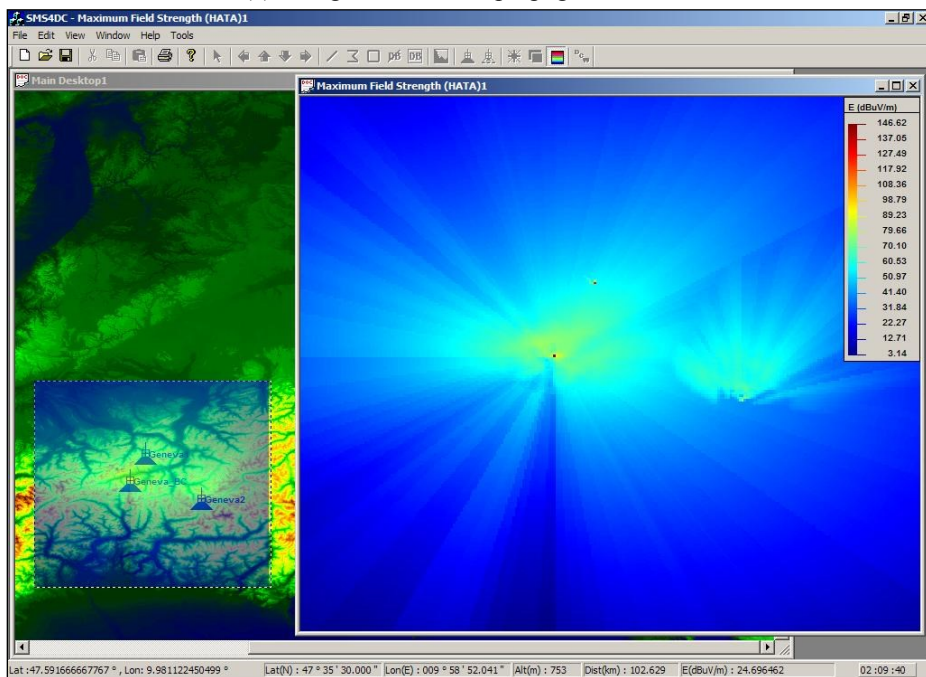 SMS4DC - Maximum Field Strength (HATA)1
File Edit View Window Help Tools
Main Desktop1
Maximum Field Strength (HATA)1
E (dBuV/m)
146.62
137.05
127.49
117.92
108.36
98.79
89.23
79.66
70.10
60.53
50.97
41.40
31.84
22.27
12.71
3.14
Geneva
Geneva_BC
Geneva2
Lat :47.591666667767 ° , Lon: 9.981122450499 ° Lat(N) : 47 ° 35 ' 30.000 " Lon(E) : 009 ° 58 ' 52.041 " Alt(m) : 753 Dist(km) : 102.629 E(dBuV/m) : 24.696462 02 :09 :40